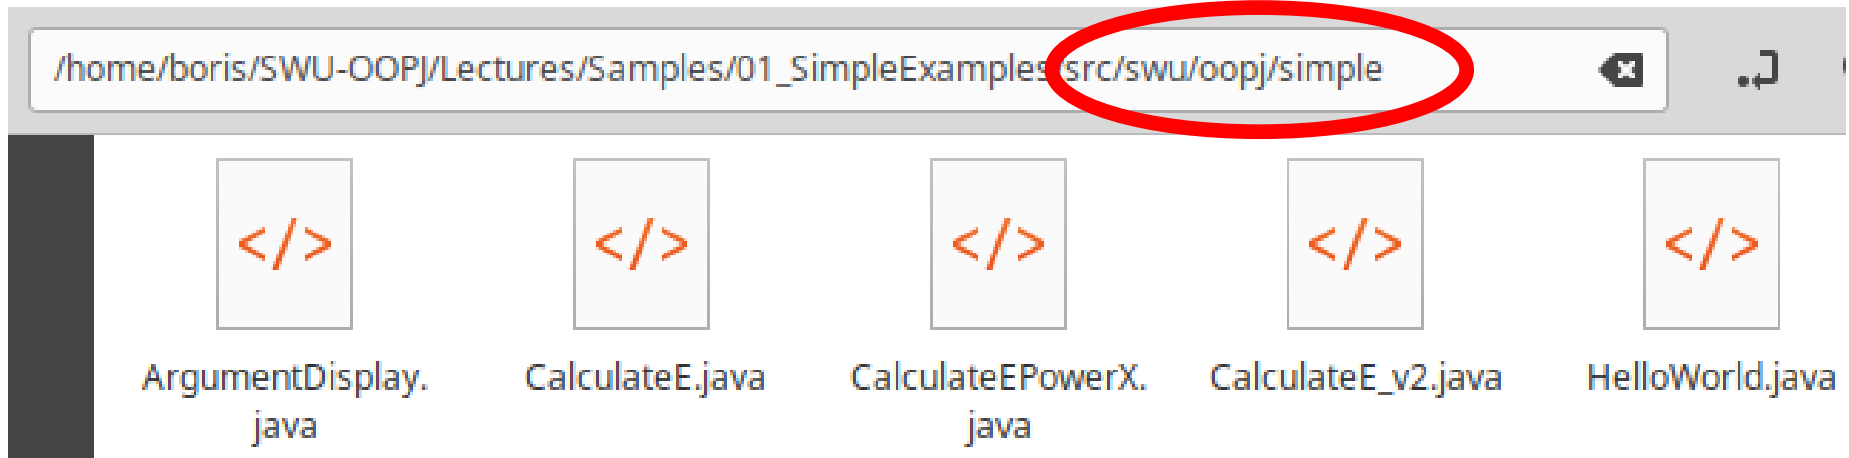 /home/boris/SWU-OOPJ/Lectures/Samples/01_SimpleExamples/src/swu/oopj/simple
</> </> </> </> </>
ArgumentDisplay. CalculateE.java CalculateEPowerX. CalculateE_v2.java HelloWorld.java
java java